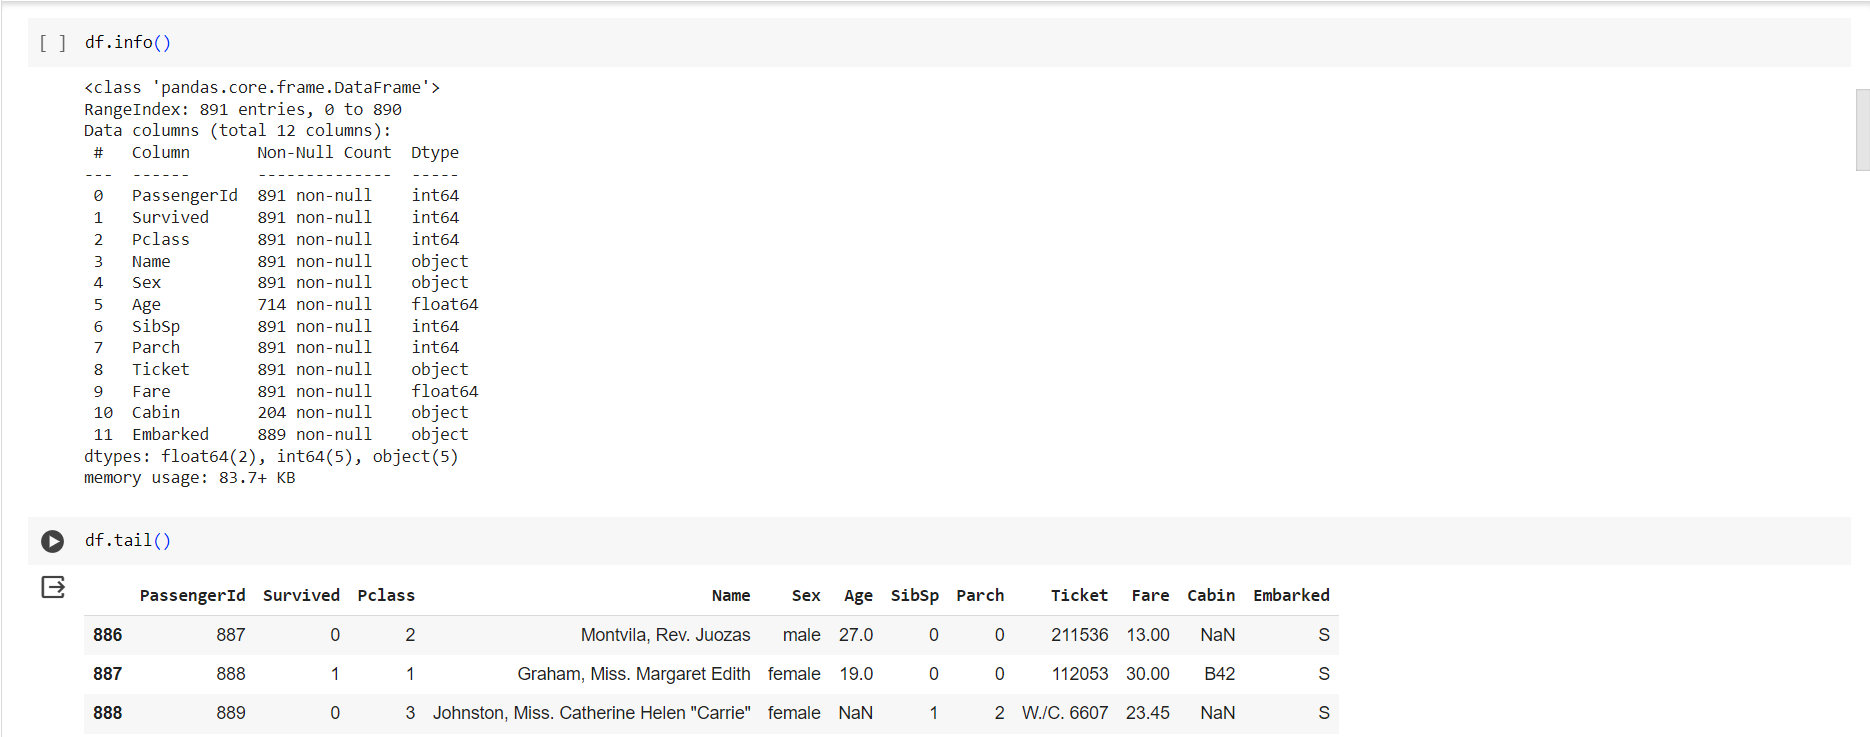 [ ] df.info()
<class 'pandas.core.frame.DataFrame'>
RangeIndex: 891 entries, 0 to 890
Data columns (total 12 columns):
 #   Column       Non-Null Count  Dtype
---  ------       --------------  -----
 0   PassengerId  891 non-null    int64
 1   Survived     891 non-null    int64
 2   Pclass       891 non-null    int64
 3   Name         891 non-null    object
 4   Sex          891 non-null    object
 5   Age          714 non-null    float64
 6   SibSp        891 non-null    int64
 7   Parch        891 non-null    int64
 8   Ticket       891 non-null    object
 9   Fare         891 non-null    float64
 10  Cabin        204 non-null    object
 11  Embarked     889 non-null    object
dtypes: float64(2), int64(5), object(5)
memory usage: 83.7+ KB
df.tail()
PassengerId Survived Pclass Name Sex Age SibSp Parch Ticket Fare Cabin Embarked
886 887 0 2 Montvila, Rev. Juozas male 27.0 0 0 211536 13.00 NaN S
887 888 1 1 Graham, Miss. Margaret Edith female 19.0 0 0 112053 30.00 B42 S
888 889 0 3 Johnston, Miss. Catherine Helen "Carrie" female NaN 1 2 W./C. 6607 23.45 NaN S